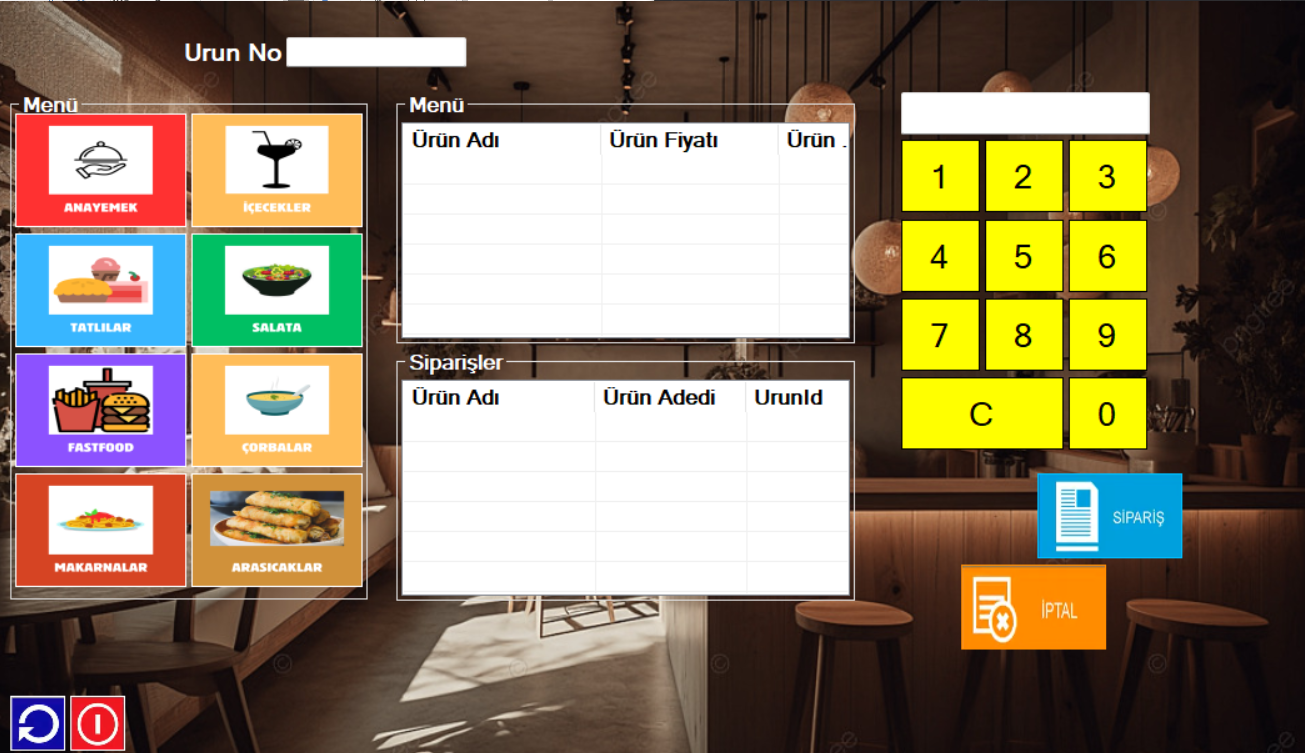 Urun No
Menü
ANAYEMEK
İÇECEKLER
TATLILAR
SALATA
FASTFOOD
ÇORBALAR
MAKARNALAR
ARASICAKLAR
Menü
Ürün Adı Ürün Fiyatı Ürün .
Siparişler
Ürün Adı Ürün Adedi UrunId
1 2 3
4 5 6
7 8 9
C 0
SİPARİŞ
İPTAL
pngtree